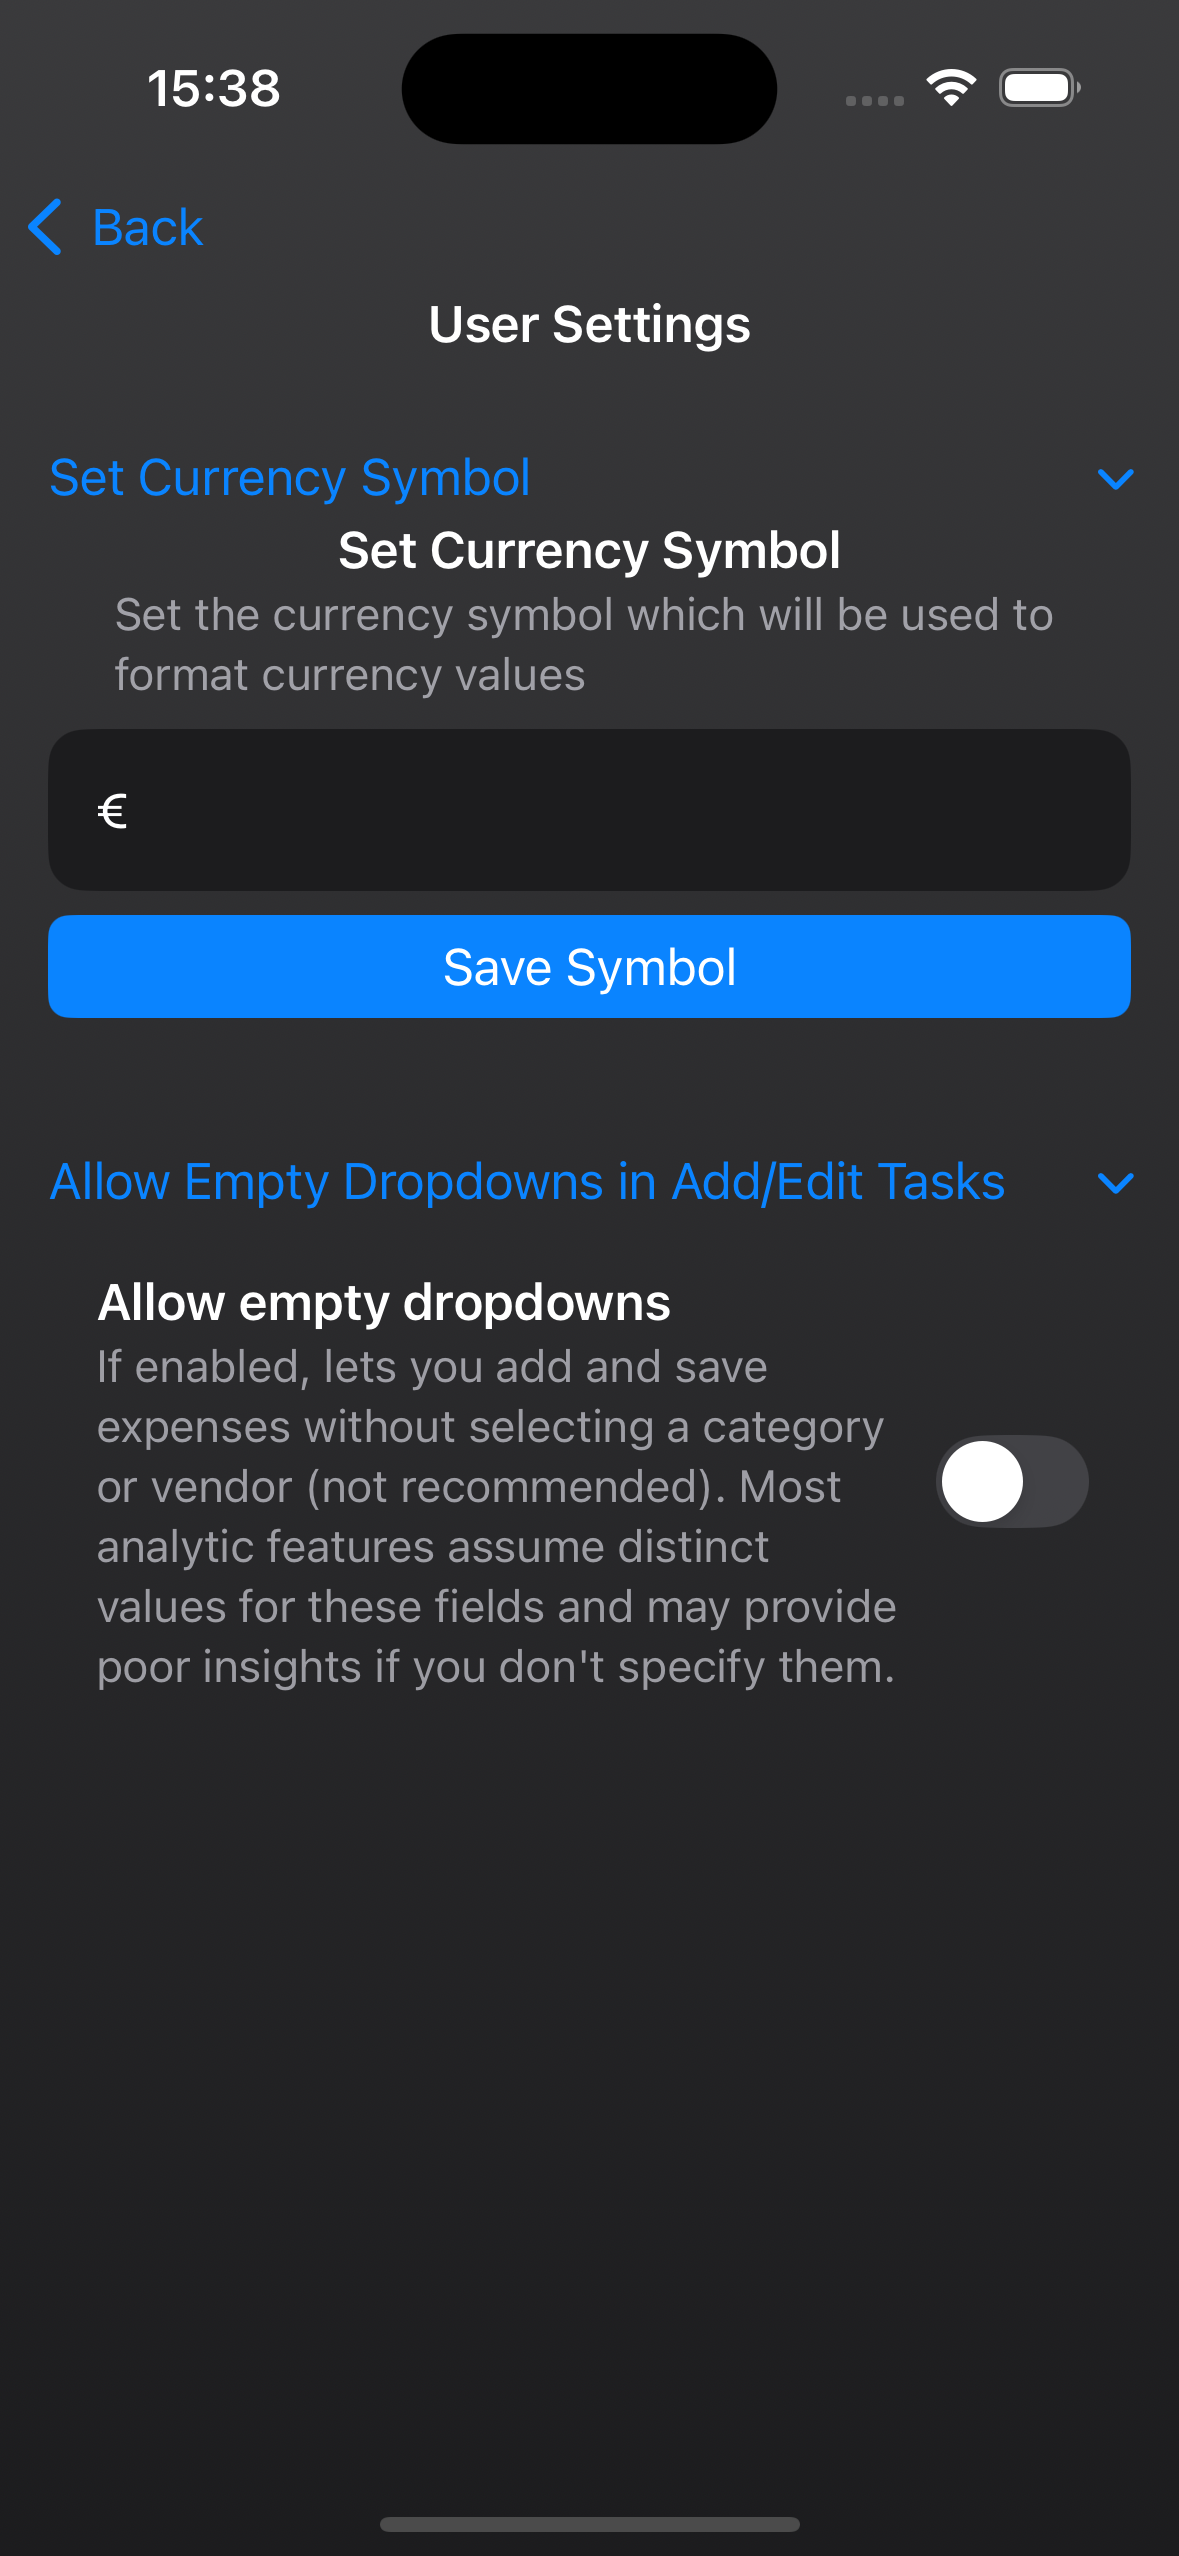 15:38
Back
User Settings
Set Currency Symbol
Set Currency Symbol
Set the currency symbol which will be used to
format currency values
€
Save Symbol
Allow Empty Dropdowns in Add/Edit Tasks
Allow empty dropdowns
If enabled, lets you add and save
expenses without selecting a category
or vendor (not recommended). Most
analytic features assume distinct
values for these fields and may provide
poor insights if you don't specify them.